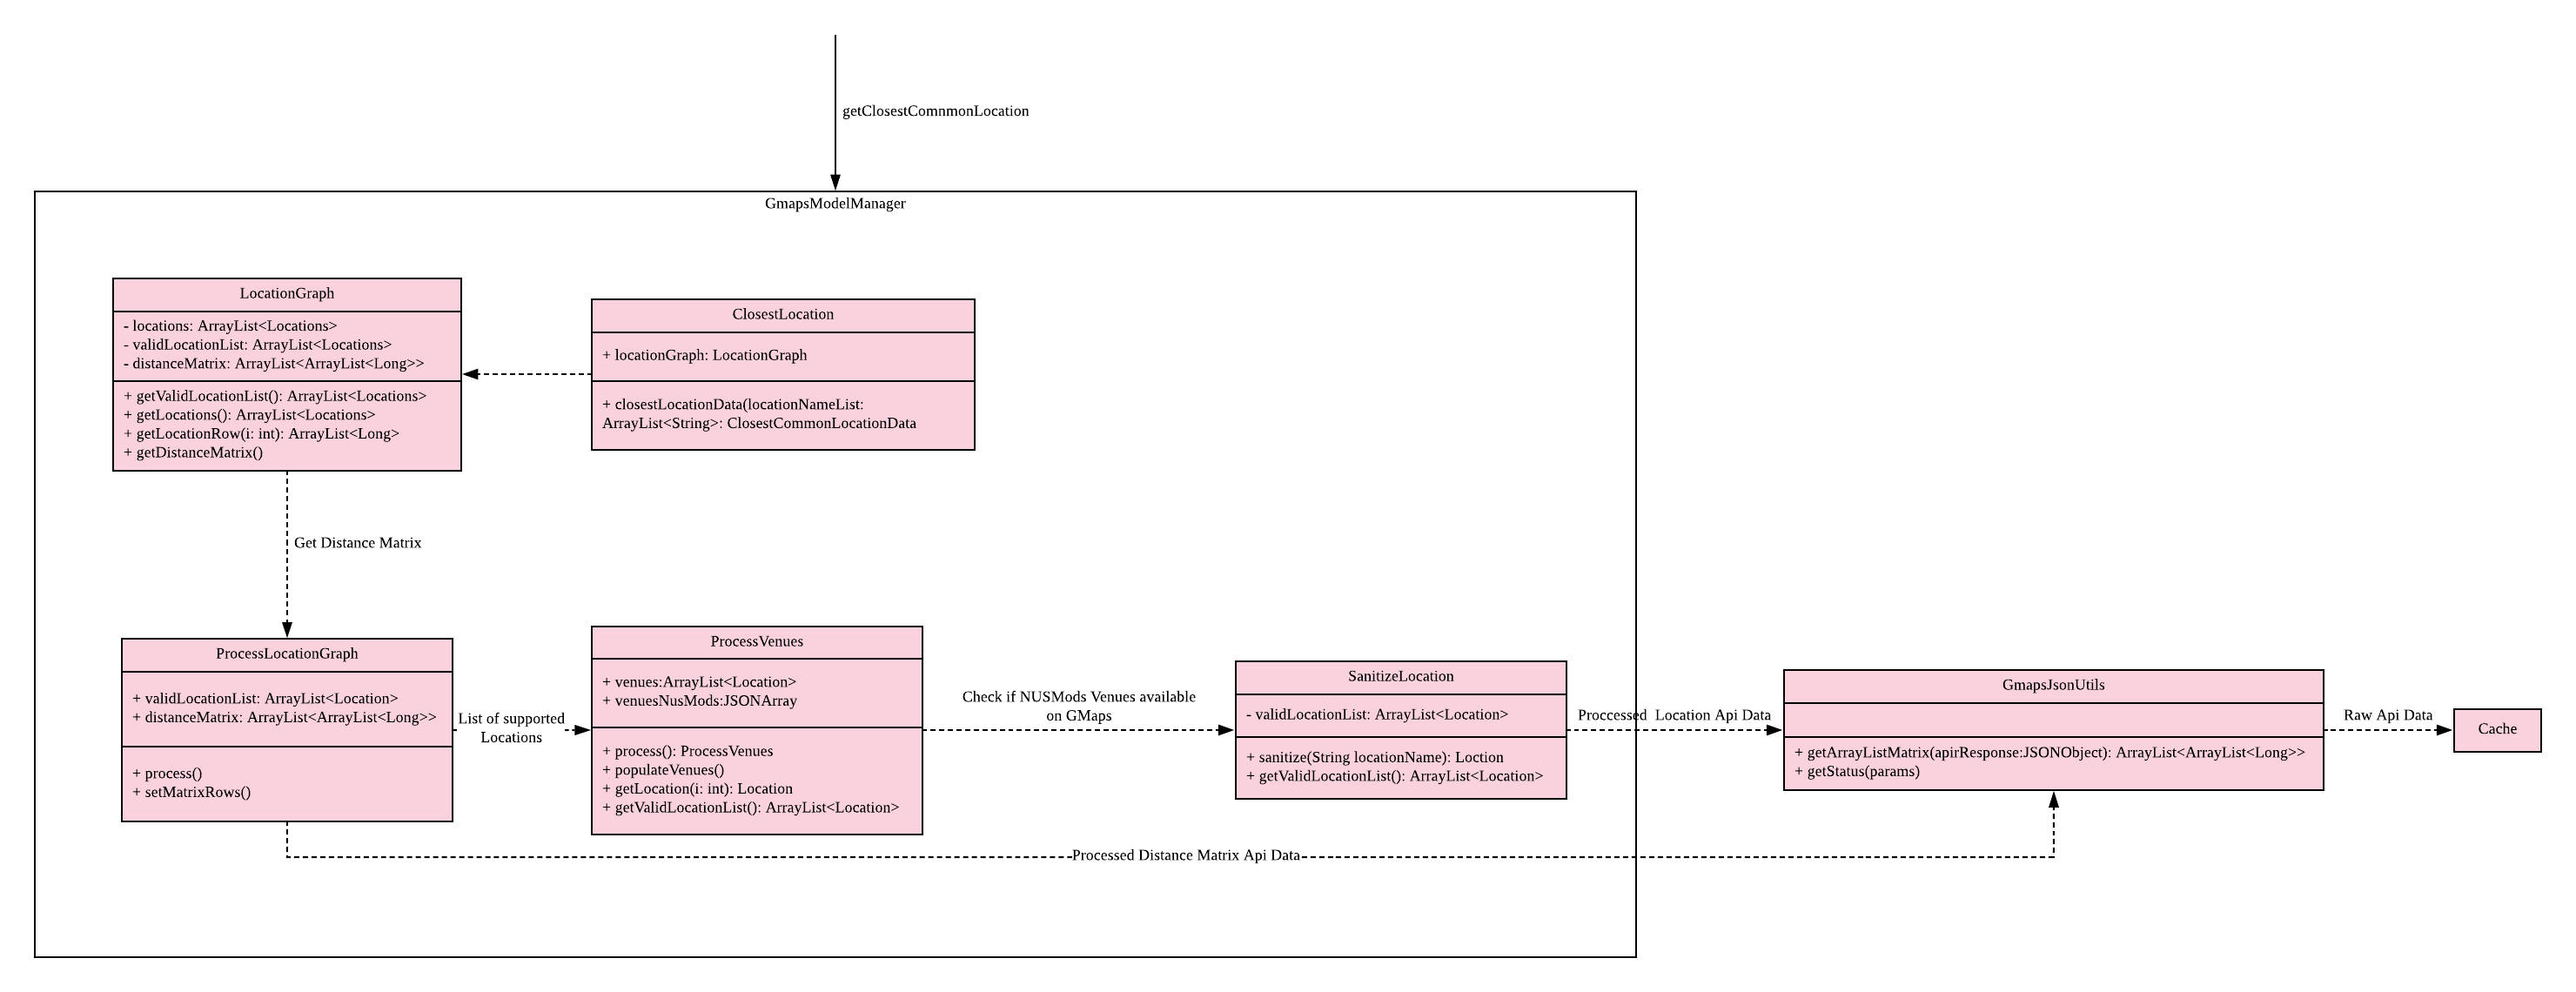 getClosestComnmonLocation
GmapsModelManager
LocationGraph
- locations: ArrayList<Locations>
- validLocationList: ArrayList<Locations>
- distanceMatrix: ArrayList<ArrayList<Long>>
+ getValidLocationList(): ArrayList<Locations>
+ getLocations(): ArrayList<Locations>
+ getLocationRow(i: int): ArrayList<Long>
+ getDistanceMatrix()
ClosestLocation
+ locationGraph: LocationGraph
+ closestLocationData(locationNameList:
ArrayList<String>: ClosestCommonLocationData
Get Distance Matrix
ProcessLocationGraph
+ validLocationList: ArrayList<Location>
+ distanceMatrix: ArrayList<ArrayList<Long>>
+ process()
+ setMatrixRows()
List of supported
Locations
ProcessVenues
+ venues:ArrayList<Location>
+ venuesNusMods:JSONArray
+ process(): ProcessVenues
+ populateVenues()
+ getLocation(i: int): Location
+ getValidLocationList(): ArrayList<Location>
Check if NUSMods Venues available
on GMaps
SanitizeLocation
- validLocationList: ArrayList<Location>
+ sanitize(String locationName): Loction
+ getValidLocationList(): ArrayList<Location>
Proccessed Location Api Data
GmapsJsonUtils
+ getArrayListMatrix(apirResponse:JSONObject): ArrayList<ArrayList<Long>>
+ getStatus(params)
Raw Api Data
Cache
Processed Distance Matrix Api Data